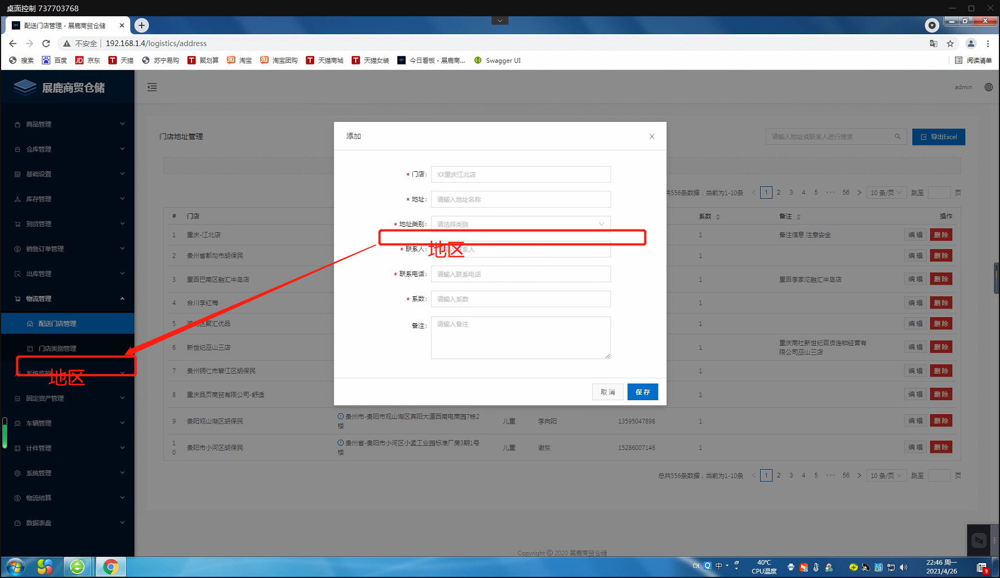 桌面控制 737703768
配送门店管理 - 展鹿商贸仓储
不安全 192.168.1.4/logistics/address
搜索 百度 京东 天猫 苏宁易购 聚划算 淘宝 淘宝团购 天猫商城 天猫女装 今日看板 - 展鹿商... Swagger UI 阅读清单
展鹿商贸仓储
admin
商品管理
仓库管理
基础设置
库存管理
到货管理
销售订单管理
出库管理
物流管理
配送门店管理
门店类别管理
地区
固定资产管理
车辆管理
计件管理
系统管理
物流结算
数据表盘
门店地址管理
请输入地址或联系人进行搜索
导出Excel
共556条数据，当前为1-10条 1 2 3 4 5 ••• 56 10 条/页 跳至 页
# 门店 系数 备注 操作
1 重庆-江北店 1 备注信息 注意安全 编辑 删除
2 贵州省都匀市胡保民 1 编辑 删除
3 重百巴南区融汇半岛店 1 重百李家沱融汇半岛店 编辑 删除
4 合川李红梅 1 编辑 删除
5 区聚汇优品 1 编辑 删除
6 新世纪巫山三店 1 重庆商社新世纪百货连锁经营有限公司巫山三店 编辑 删除
7 贵州铜仁市碧江区胡保民 1 编辑 删除
8 重庆品页商贸有限公司-舒适 1 编辑 删除
9 贵阳观山湖区胡保民 贵州市-贵阳市观山湖区宾阳大道西南电商园7栋2楼 儿童 李向阳 13595047898 1 编辑 删除
10 贵阳市小河区胡保民 贵州省-贵阳市小河区小孟工业园标准厂房3期1号楼 儿童 谢东 15286007146 1 编辑 删除
总共556条数据，当前为1-10条 1 2 3 4 5 ••• 56 10 条/页 跳至 页
添加
* 门店: XX重庆江北店
* 地址: 请输入地址名称
* 地址类别: 请选择类别
地区
* 联系人:
* 联系电话: 请输入联系电话
* 系数: 请输入系数
备注: 请输入备注
取消 保存
Copyright © 2020 展鹿商贸仓储
CH 中
40℃
CPU温度
22:46 周一
2021/4/26
9